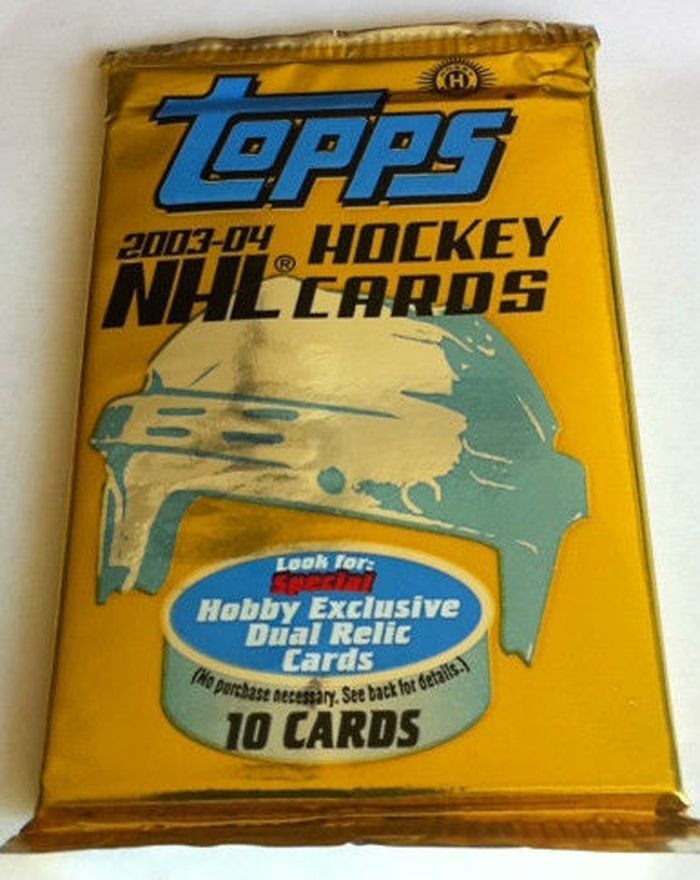 HOBBY
H
Topps
2003-04
NHL® HOCKEY
CARDS
Look for:
Special
Hobby Exclusive
Dual Relic
Cards
(No purchase necessary. See back for details.)
10 CARDS